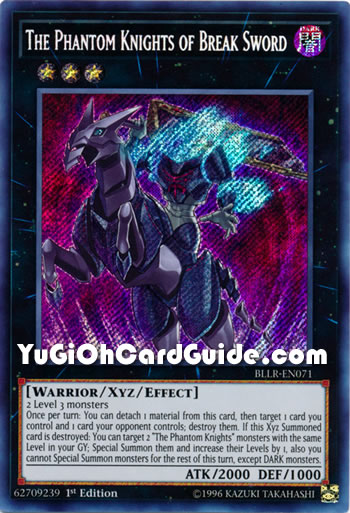 The Phantom Knights of Break Sword
闇
YuGiOhCardGuide.com
BLLR-EN071
[Warrior/Xyz/Effect]
2 Level 3 monsters
Once per turn: You can detach 1 material from this card, then target 1 card you
control and 1 card your opponent controls; destroy them. If this Xyz Summoned
card is destroyed: You can target 2 "The Phantom Knights" monsters with the same
Level in your GY; Special Summon them and increase their Levels by 1, also you
cannot Special Summon monsters for the rest of this turn, except DARK monsters.
ATK/2000 DEF/1000
62709239 1st Edition ©1996 KAZUKI TAKAHASHI